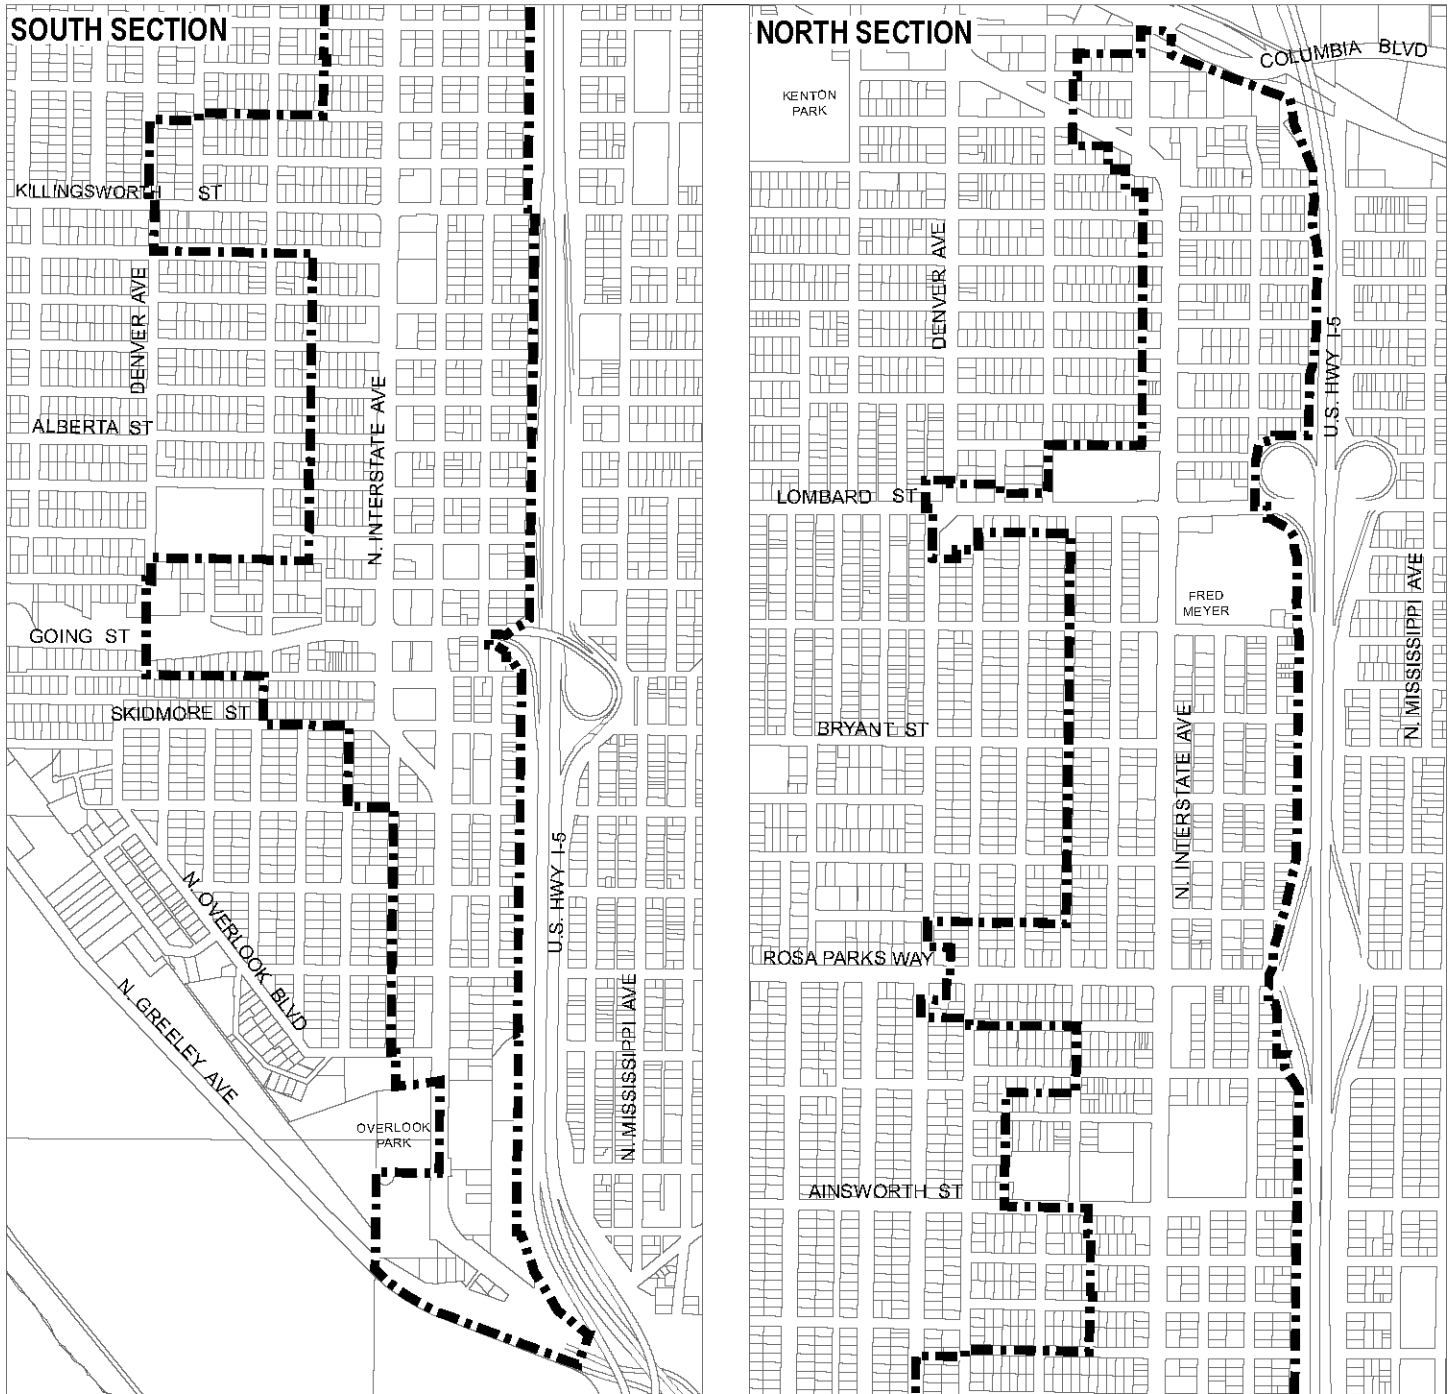 SOUTH SECTION
KILLINGSWORTH ST
DENVER AVE
N. INTERSTATE AVE
ALBERTA ST
GOING ST
SKIDMORE ST
N. OVERLOOK BLVD
U.S. HWY I-5
N. GREELEY AVE
N. MISSISSIPPI AVE
OVERLOOK
PARK
NORTH SECTION
COLUMBIA BLVD
KENTON
PARK
DENVER AVE
U.S. HWY I-5
LOMBARD ST
N. MISSISSIPPI AVE
FRED
MEYER
BRYANT ST
N. INTERSTATE AVE
ROSA PARKS WAY
AINSWORTH ST